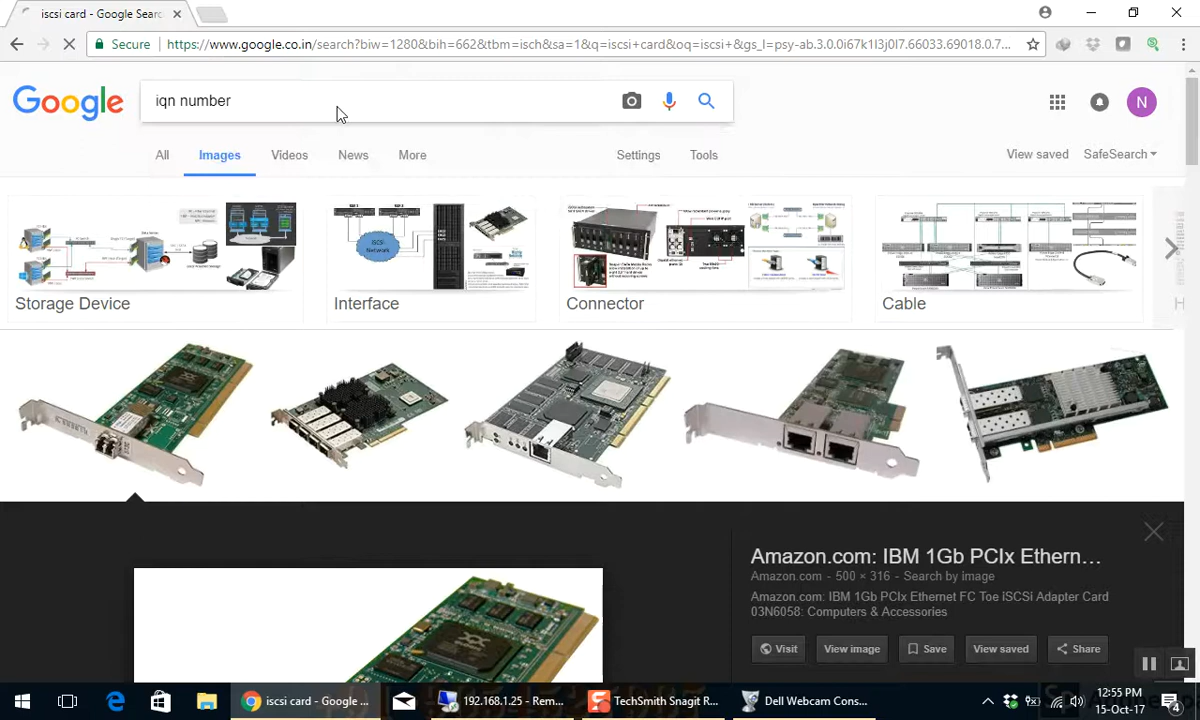 iscsi card - Google Searc
Secure
https://www.google.co.in/search?biw=1280&bih=662&tbm=isch&sa=1&q=iscsi+card&oq=iscsi+&gs_l=psy-ab.3.0.0i67k1l3j0l7.66033.69018.0.7...
Google
iqn number
N
All
Images
Videos
News
More
Settings
Tools
View saved
SafeSearch
Storage Device
Interface
Connector
Cable
Amazon.com: IBM 1Gb PCIx Ethern...
Amazon.com - 500 × 316 - Search by image
Amazon.com: IBM 1Gb PCIx Ethernet FC Toe iSCSi Adapter Card
03N6058: Computers & Accessories
Visit
View image
Save
View saved
Share
iscsi card - Google ...
192.168.1.25 - Rem...
TechSmith Snagit R...
Dell Webcam Cons...
12:55 PM
15-Oct-17
4